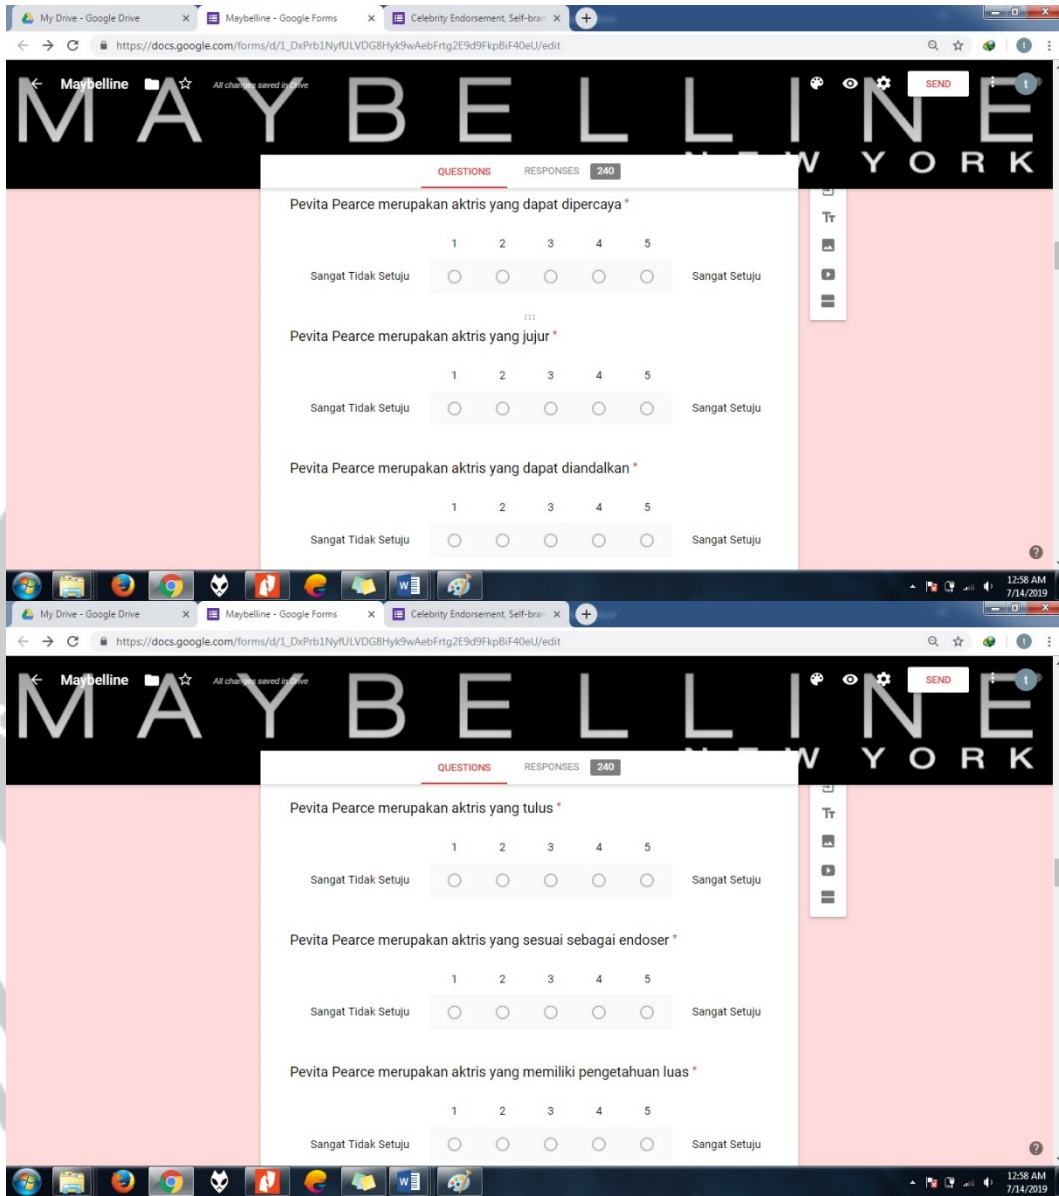 My Drive - Google Drive
Maybelline - Google Forms
Celebrity Endorsement, Self-bran
https://docs.google.com/forms/d/1_DxPrb1NyfULVDG8Hyk9wAebFrtg2E9d9FkpBiF40eU/edit
Maybelline
All changes saved in Drive
SEND
t
MAYBELLINE
NEW YORK
QUESTIONS RESPONSES 240
Pevita Pearce merupakan aktris yang dapat dipercaya *
1 2 3 4 5
Sangat Tidak Setuju Sangat Setuju
Pevita Pearce merupakan aktris yang jujur *
1 2 3 4 5
Sangat Tidak Setuju Sangat Setuju
Pevita Pearce merupakan aktris yang dapat diandalkan *
1 2 3 4 5
Sangat Tidak Setuju Sangat Setuju
12:58 AM
7/14/2019
My Drive - Google Drive
Maybelline - Google Forms
Celebrity Endorsement, Self-bran
https://docs.google.com/forms/d/1_DxPrb1NyfULVDG8Hyk9wAebFrtg2E9d9FkpBiF40eU/edit
Maybelline
All changes saved in Drive
SEND
t
MAYBELLINE
NEW YORK
QUESTIONS RESPONSES 240
Pevita Pearce merupakan aktris yang tulus *
1 2 3 4 5
Sangat Tidak Setuju Sangat Setuju
Pevita Pearce merupakan aktris yang sesuai sebagai endoser *
1 2 3 4 5
Sangat Tidak Setuju Sangat Setuju
Pevita Pearce merupakan aktris yang memiliki pengetahuan luas *
1 2 3 4 5
Sangat Tidak Setuju Sangat Setuju
12:58 AM
7/14/2019